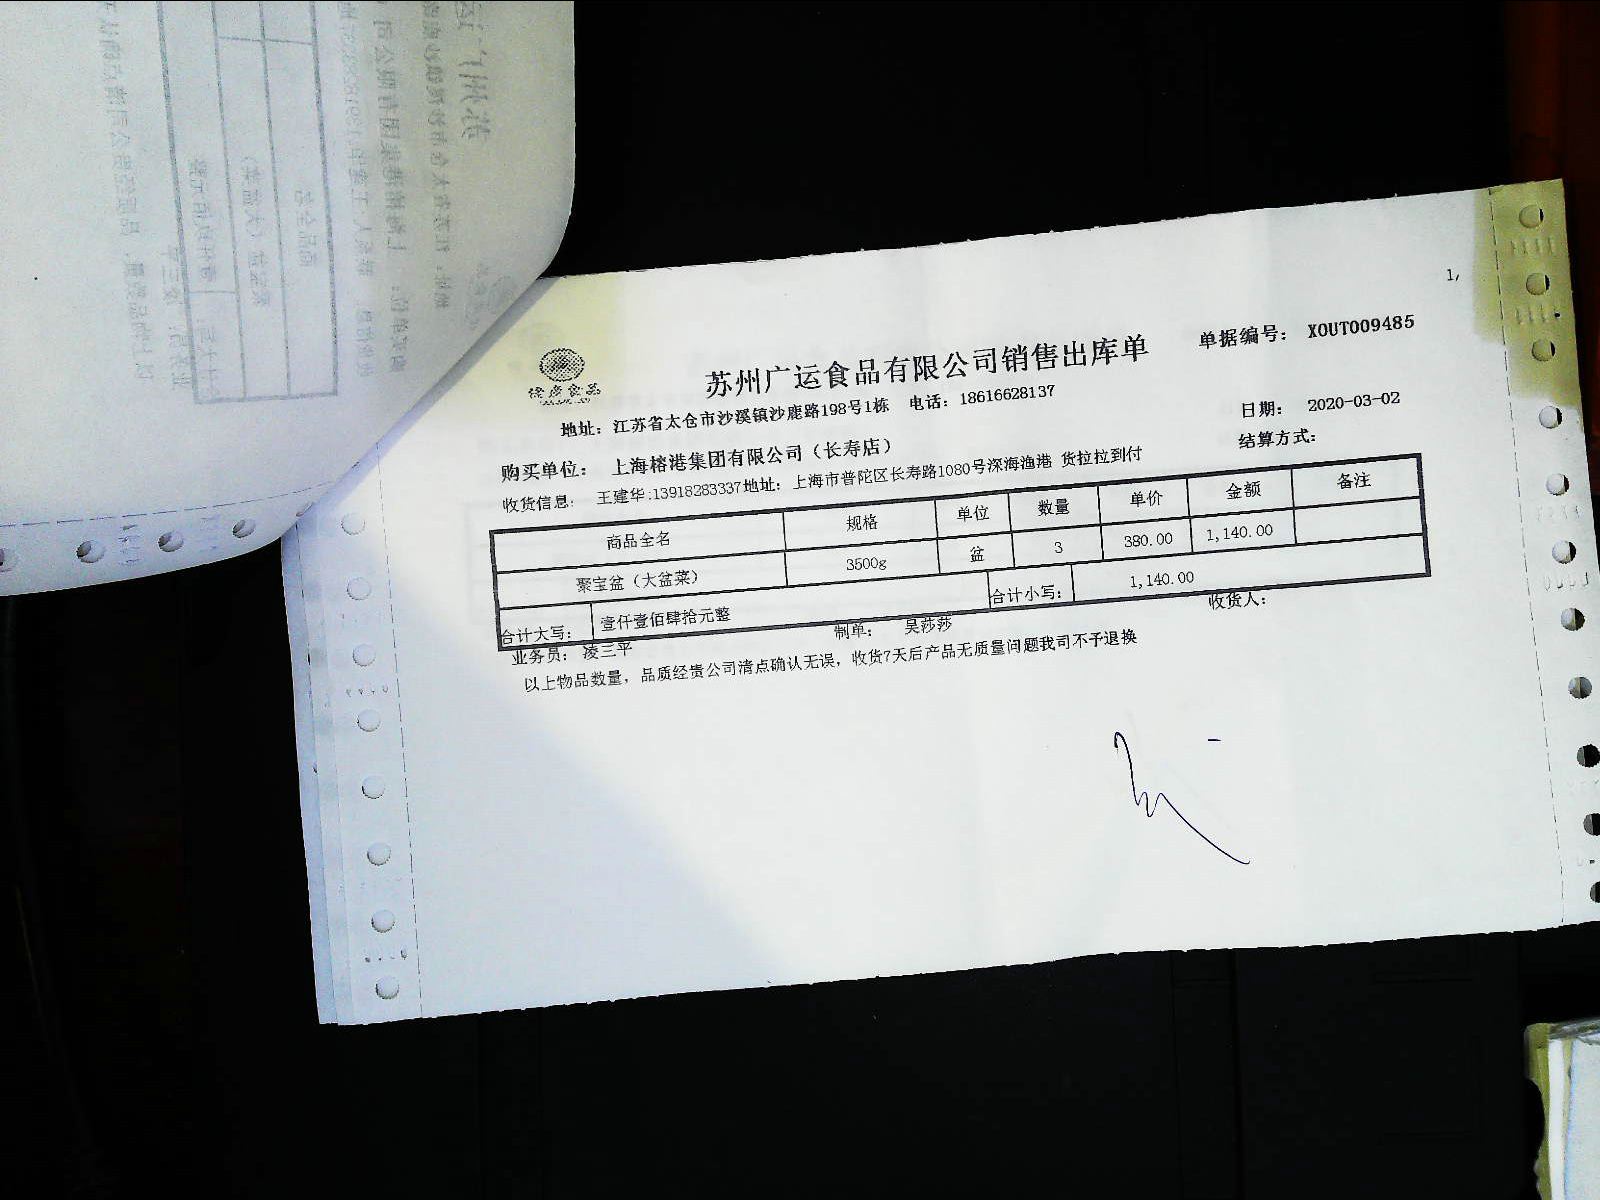 1,
苏州广运食品有限公司销售出库单 单据编号: XOUT009485
地址: 江苏省太仓市沙溪镇沙鹿路198号1栋 电话: 18616628137
日期: 2020-03-02
购买单位: 上海榕港集团有限公司（长寿店）
结算方式:
收货信息: 王建华:13918283337地址: 上海市普陀区长寿路1080号深海渔港 货拉拉到付
商品全名 规格 单位 数量 单价 金额 备注
聚宝盆（大盆菜） 3500g 盆 3 380.00 1,140.00
合计大写: 壹仟壹佰肆拾元整 合计小写: 1,140.00
业务员: 凌三平 制单: 吴莎莎 收货人:
以上物品数量, 品质经贵公司清点确认无误, 收货7天后产品无质量问题我司不予退换